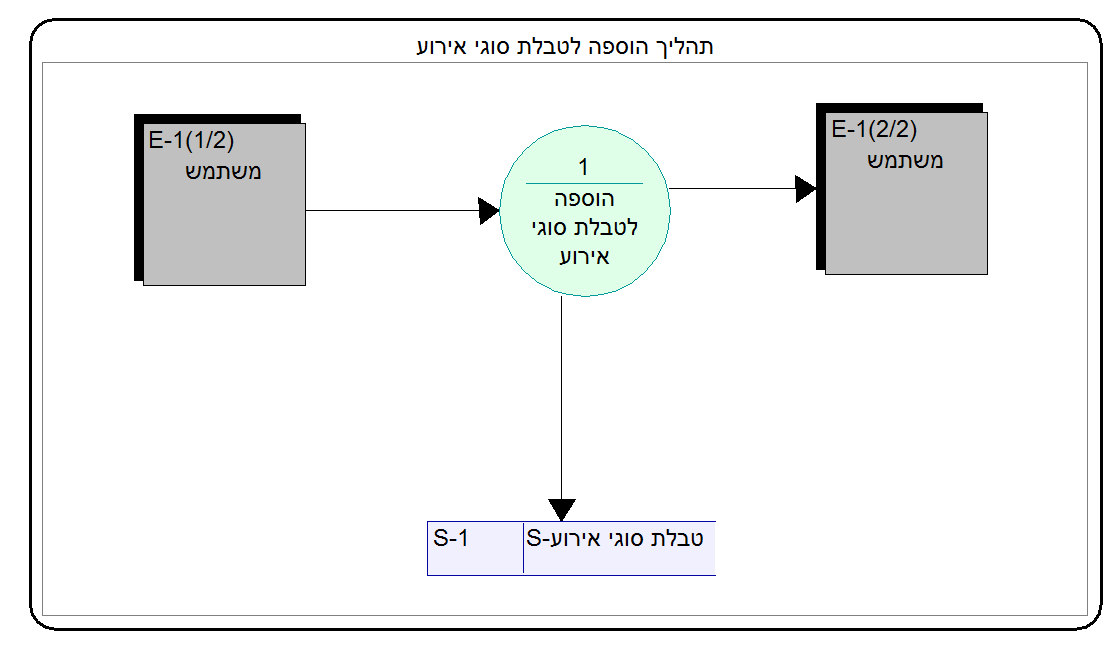 תהליך הוספה לטבלת סוגי אירוע
E-1(1/2)
משתמש
1
הוספה
לטבלת סוגי
אירוע
E-1(2/2)
משתמש
S-1
S-טבלת סוגי אירוע